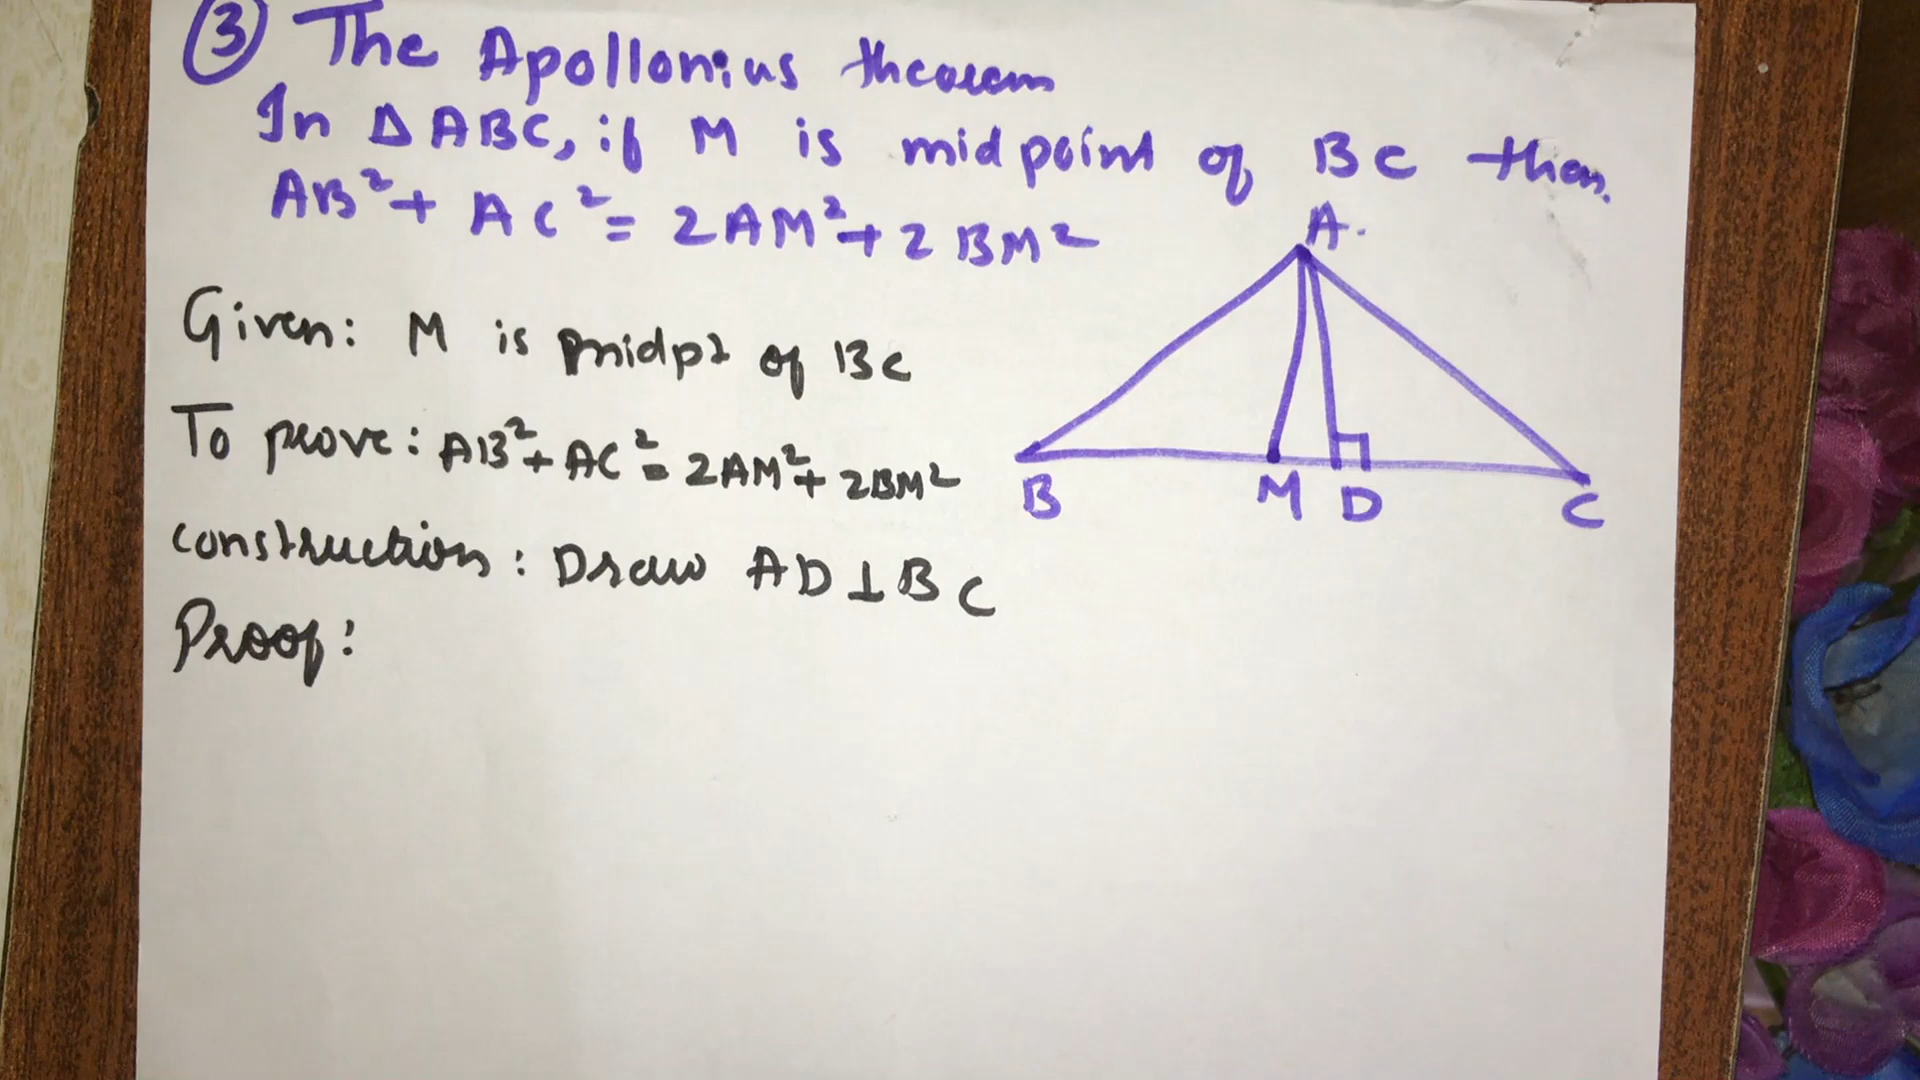 3 The Apollonius theorem
In Δ ABC, if M is midpoint of BC then.
AB² + AC² = 2AM² + 2BM²
A.
Given: M is midpt of BC
To prove: AB² + AC² = 2AM² + 2BM²
B M D C
construction: Draw AD ⊥ BC
Proof: